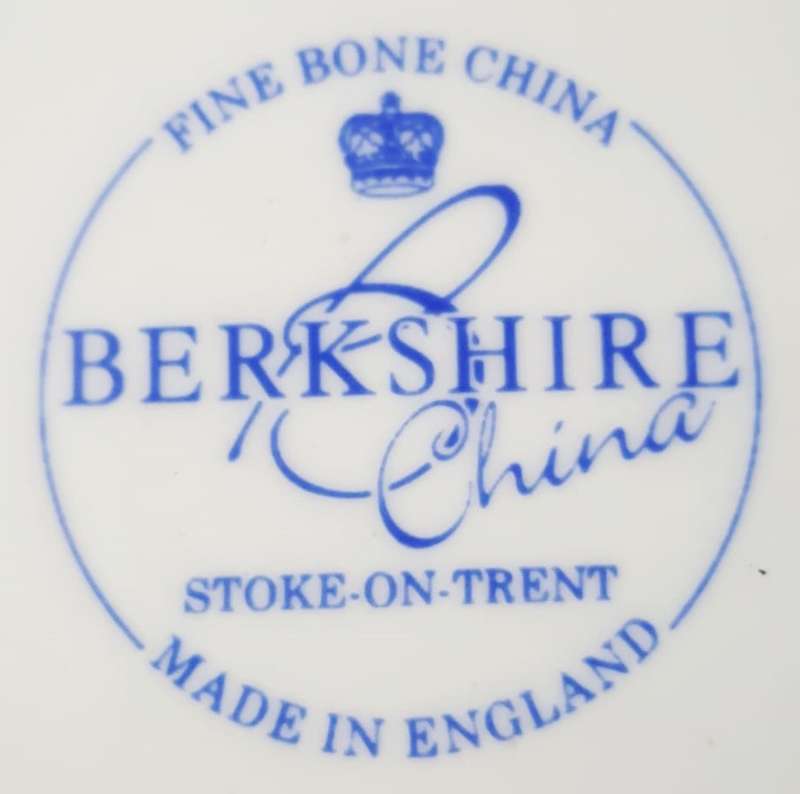 FINE BONE CHINA
BERKSHIRE
China
STOKE-ON-TRENT
MADE IN ENGLAND